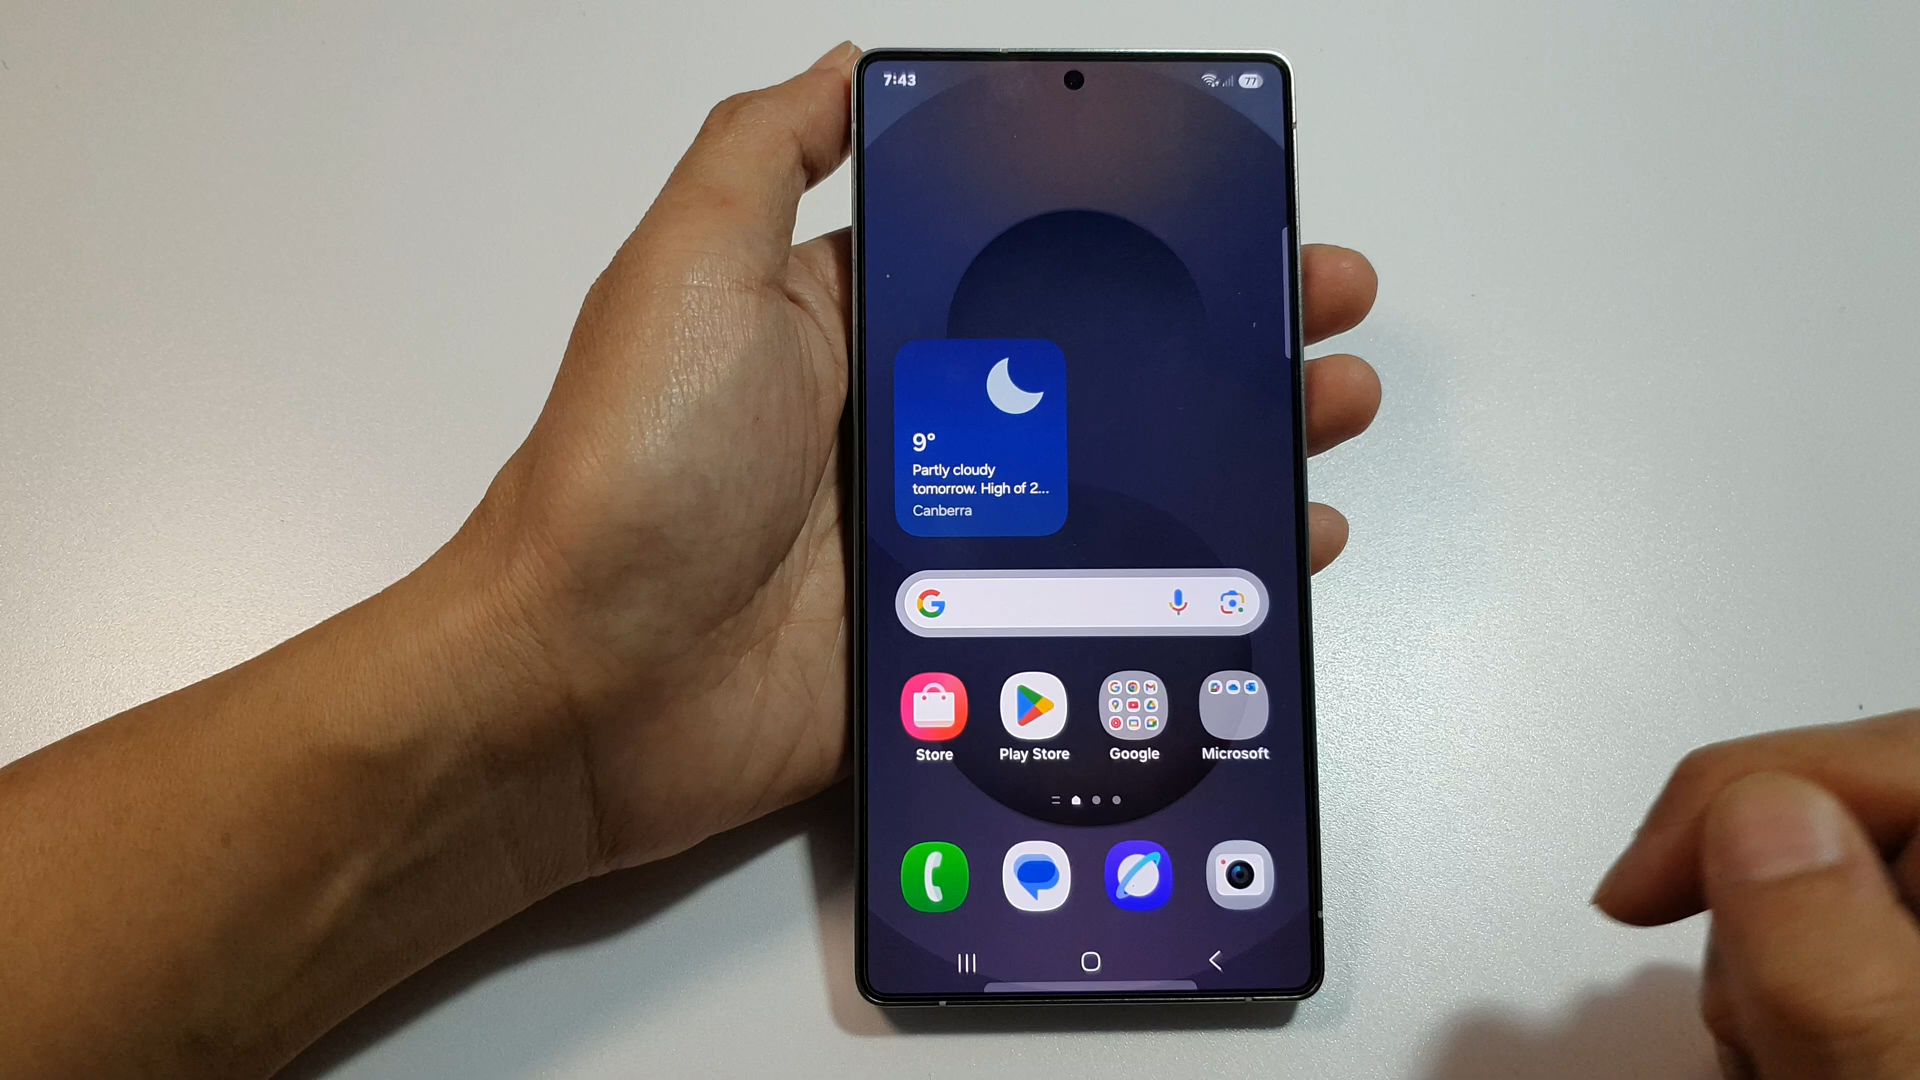 7:43
77
9°
Partly cloudy
tomorrow. High of 2...
Canberra
G
Store
Play Store
Google
Microsoft